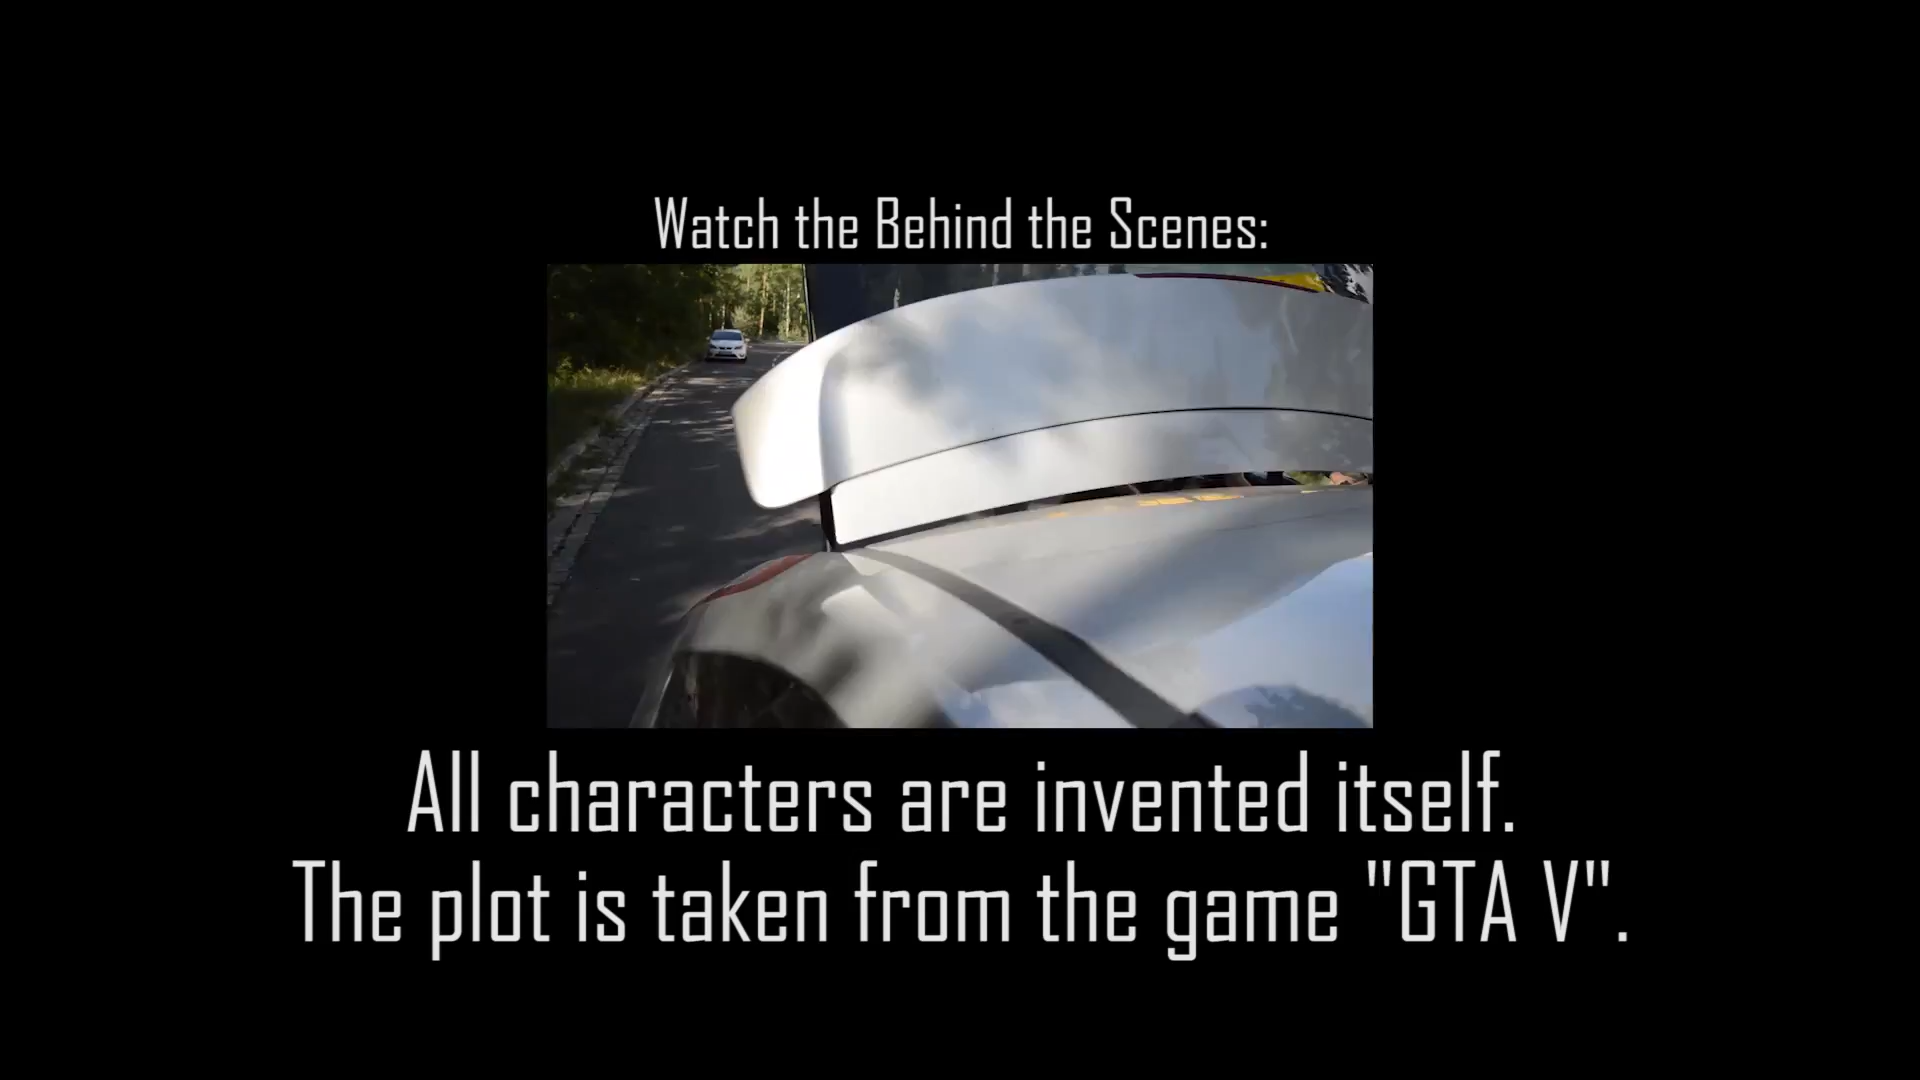 Watch the Behind the Scenes:
All characters are invented itself.
The plot is taken from the game "GTA V".